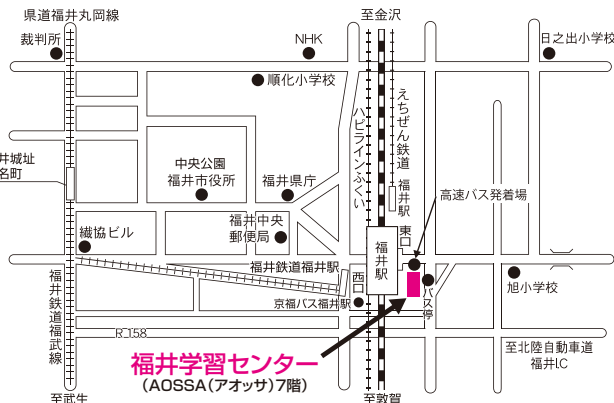 県道福井丸岡線
至金沢
裁判所
NHK
日之出小学校
順化小学校
えちぜん鉄道
福井駅
ハピラインふくい
井城址
名町
中央公園
福井市役所
福井県庁
高速バス発着場
福井中央
郵便局
東口
繊協ビル
福井駅
福井鉄道福井駅
西口
バス停
旭小学校
京福バス福井駅
福井鉄道福武線
R.158
至北陸自動車道
福井I.C
福井学習センター
(AOSSA(アオッサ)7階)
至武生
至敦賀